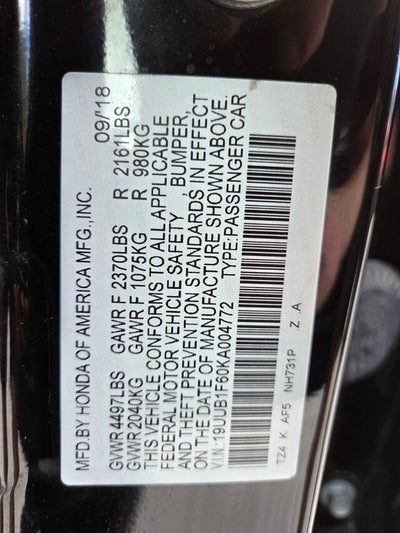 MFD.BY HONDA OF AMERICA MFG.,INC. 09/'18
GVWR 4497LBS GAWR F 2370LBS R 2161LBS
GVWR 2040KG GAWR F 1075KG R 980KG
THIS VEHICLE CONFORMS TO ALL APPLICABLE
FEDERAL MOTOR VEHICLE SAFETY , BUMPER,
AND THEFT PREVENTION STANDARDS IN EFFECT
ON THE DATE OF MANUFACTURE SHOWN ABOVE.
V.I.N.:19UUB1F60KA004772 TYPE:PASSENGER CAR
TZ4 K AF5 NH731P Z .A